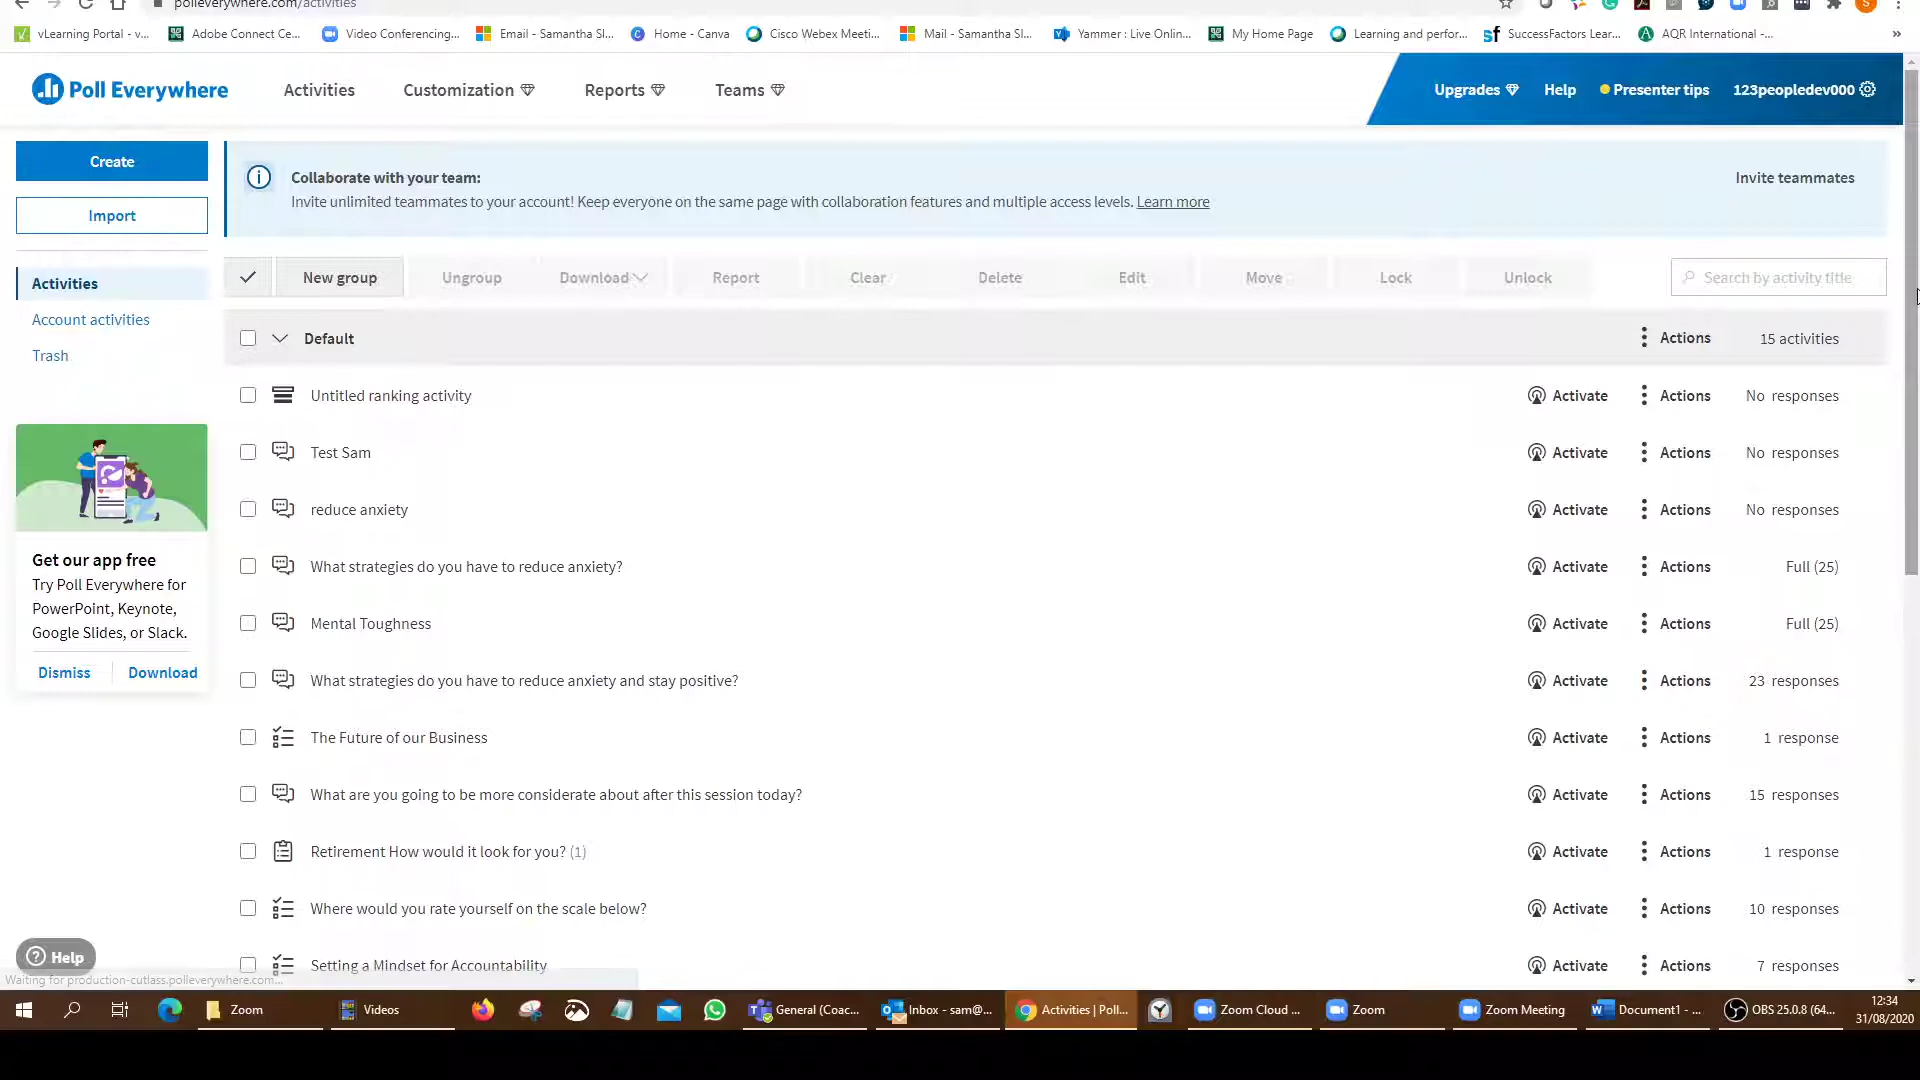 polleverywhere.com/activities
vLearning Portal - v... Adobe Connect Ce... Video Conferencing... Email - Samantha Sl... Home - Canva Cisco Webex Meeti... Mail - Samantha Sl... Yammer : Live Onlin... My Home Page Learning and perfor... SuccessFactors Lear... AQR International -... »
Poll Everywhere Activities Customization Reports Teams Upgrades Help Presenter tips 123peopledev000
Create
Import
Activities
Account activities
Trash
Get our app free
Try Poll Everywhere for
PowerPoint, Keynote,
Google Slides, or Slack.
Dismiss Download
Help
Collaborate with your team: Invite teammates
Invite unlimited teammates to your account! Keep everyone on the same page with collaboration features and multiple access levels. Learn more
New group Ungroup Download Report Clear Delete Edit Move Lock Unlock Search by activity title
Default Actions 15 activities
Untitled ranking activity Activate Actions No responses
Test Sam Activate Actions No responses
reduce anxiety Activate Actions No responses
What strategies do you have to reduce anxiety? Activate Actions Full (25)
Mental Toughness Activate Actions Full (25)
What strategies do you have to reduce anxiety and stay positive? Activate Actions 23 responses
The Future of our Business Activate Actions 1 response
What are you going to be more considerate about after this session today? Activate Actions 15 responses
Retirement How would it look for you? (1) Activate Actions 1 response
Where would you rate yourself on the scale below? Activate Actions 10 responses
Setting a Mindset for Accountability Activate Actions 7 responses
Waiting for production-cutlass.polleverywhere.com...
Zoom Videos General (Coac... Inbox - sam@... Activities | Poll... Zoom Cloud ... Zoom Zoom Meeting Document1 - ... OBS 25.0.8 (64... 12:34
31/08/2020